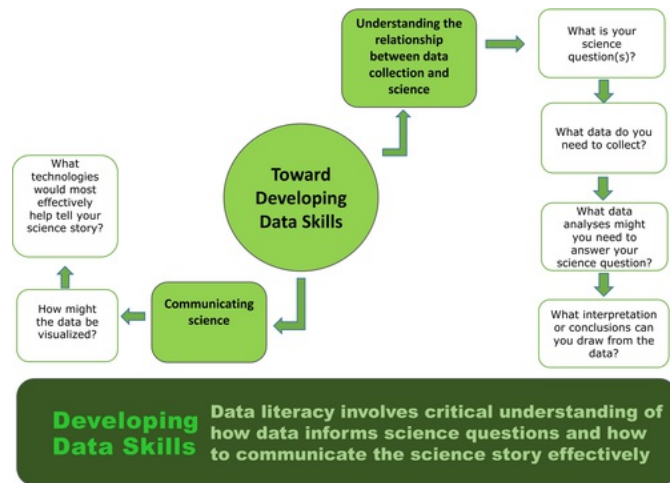 Understanding the
relationship
between data
collection and
science
What is your
science
question(s)?
What data do you
need to collect?
What data
analyses might
you need to
answer your
science question?
What interpretation
or conclusions can
you draw from the
data?
Toward
Developing
Data Skills
Communicating
science
How might
the data be
visualized?
What
technologies
would most
effectively
help tell your
science story?
Developing
Data Skills
Data literacy involves critical understanding of
how data informs science questions and how
to communicate the science story effectively